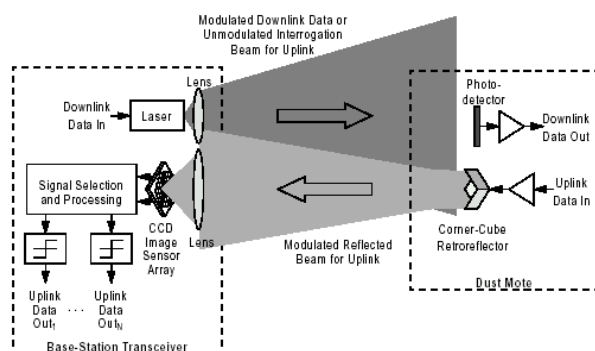 Modulated Downlink Data or
Unmodulated Interrogation
Beam for Uplink
Lens
Photo-
detector
Downlink
Data In
Laser
Downlink
Data Out
Signal Selection
and Processing
CCD
Image
Sensor
Array
Lens
Uplink
Data In
Modulated Reflected
Beam for Uplink
Corner-Cube
Retroreflector
Uplink
Data
Out₁
...
Uplink
Data
Outₙ
Dust Mote
Base-Station Transceiver